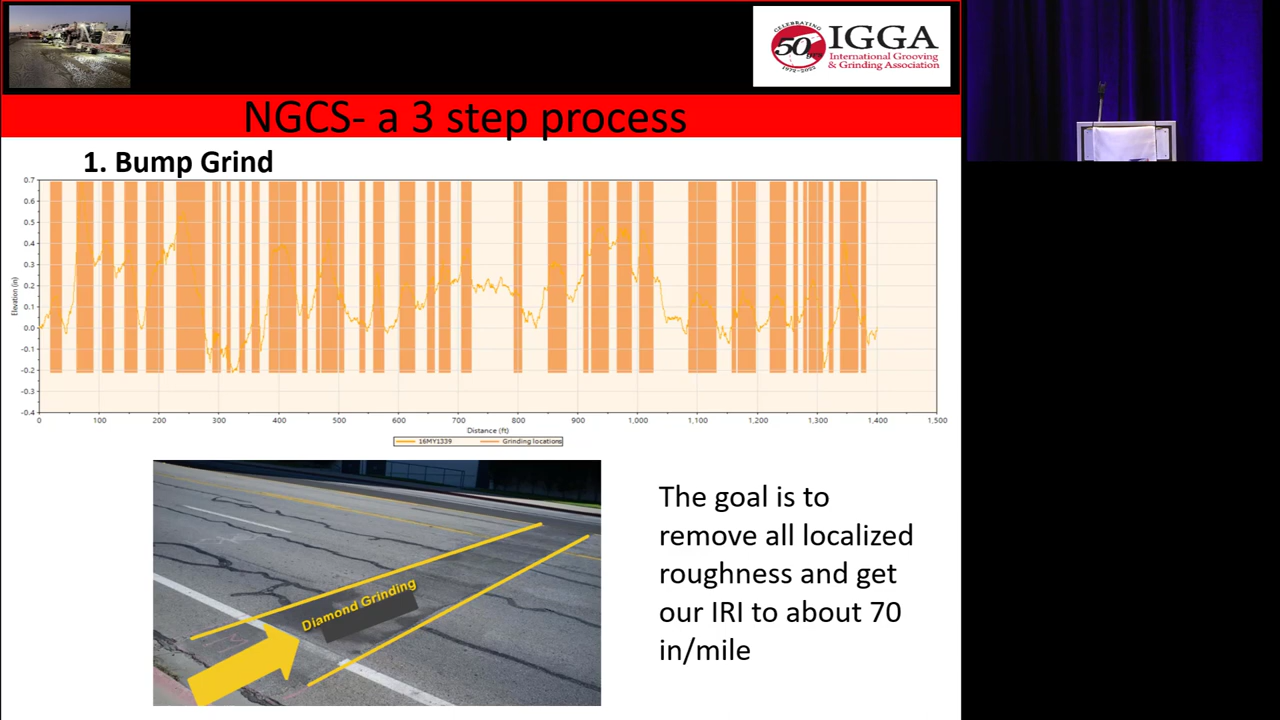 CELEBRATING
50 yrs
1972-2022
IGGA
International Grooving
& Grinding Association
NGCS- a 3 step process
1. Bump Grind
0.7
0.6
0.5
0.4
0.3
0.2
0.1
0.0
-0.1
-0.2
-0.3
-0.4
Elevation (in)
0 100 200 300 400 500 600 700 800 900 1,000 1,100 1,200 1,300 1,400 1,500
Distance (ft)
16MY1339 Grinding locations
Diamond Grinding
The goal is to
remove all localized
roughness and get
our IRI to about 70
in/mile